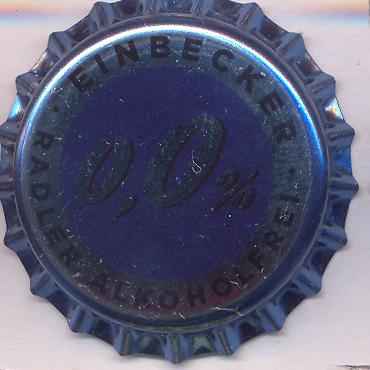 EINBECKER
0,0%
RADLER ALKOHOLFREI